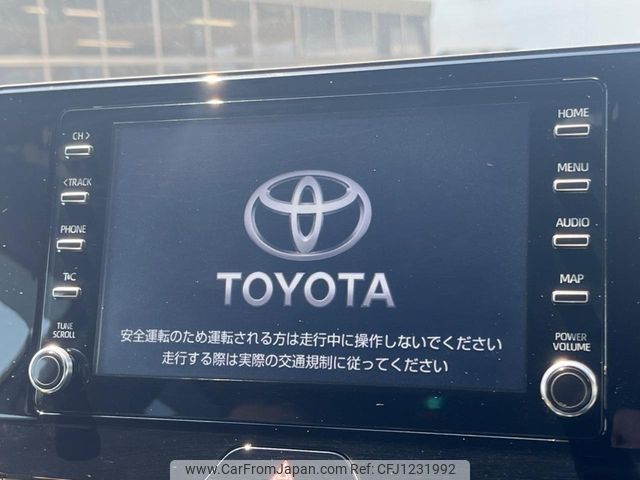 CH >
< TRACK
PHONE
T&C
TUNE
SCROLL
TOYOTA
安全運転のため運転される方は走行中に操作しないでください
走行する際は実際の交通規制に従ってください
HOME
MENU
AUDIO
MAP
POWER
VOLUME
www.CarFromJapan.com Ref: CFJ1231992